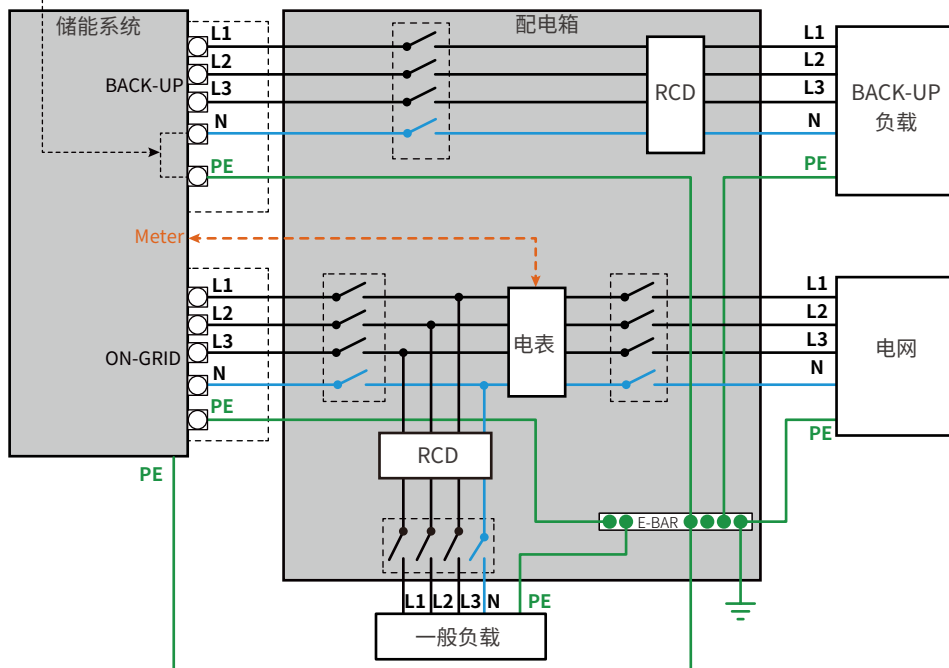 储能系统
配电箱
BACK-UP
L1
L2
L3
N
PE
RCD
L1
L2
L3
N
PE
BACK-UP
负载
Meter
ON-GRID
L1
L2
L3
N
PE
电表
L1
L2
L3
N
PE
电网
RCD
PE
E-BAR
L1 L2 L3 N PE
一般负载